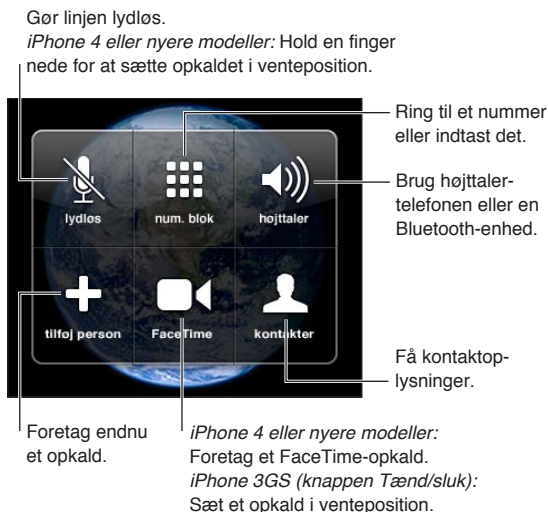 Gør linjen lydløs.
iPhone 4 eller nyere modeller: Hold en finger
nede for at sætte opkaldet i venteposition.
Ring til et nummer
eller indtast det.
Brug højttaler-
telefonen eller en
Bluetooth-enhed.
lydløs
num. blok
højttaler
tilføj person
FaceTime
kontakter
Få kontaktop-
lysninger.
Foretag endnu
et opkald.
iPhone 4 eller nyere modeller:
Foretag et FaceTime-opkald.
iPhone 3GS (knappen Tænd/sluk):
Sæt et opkald i venteposition.